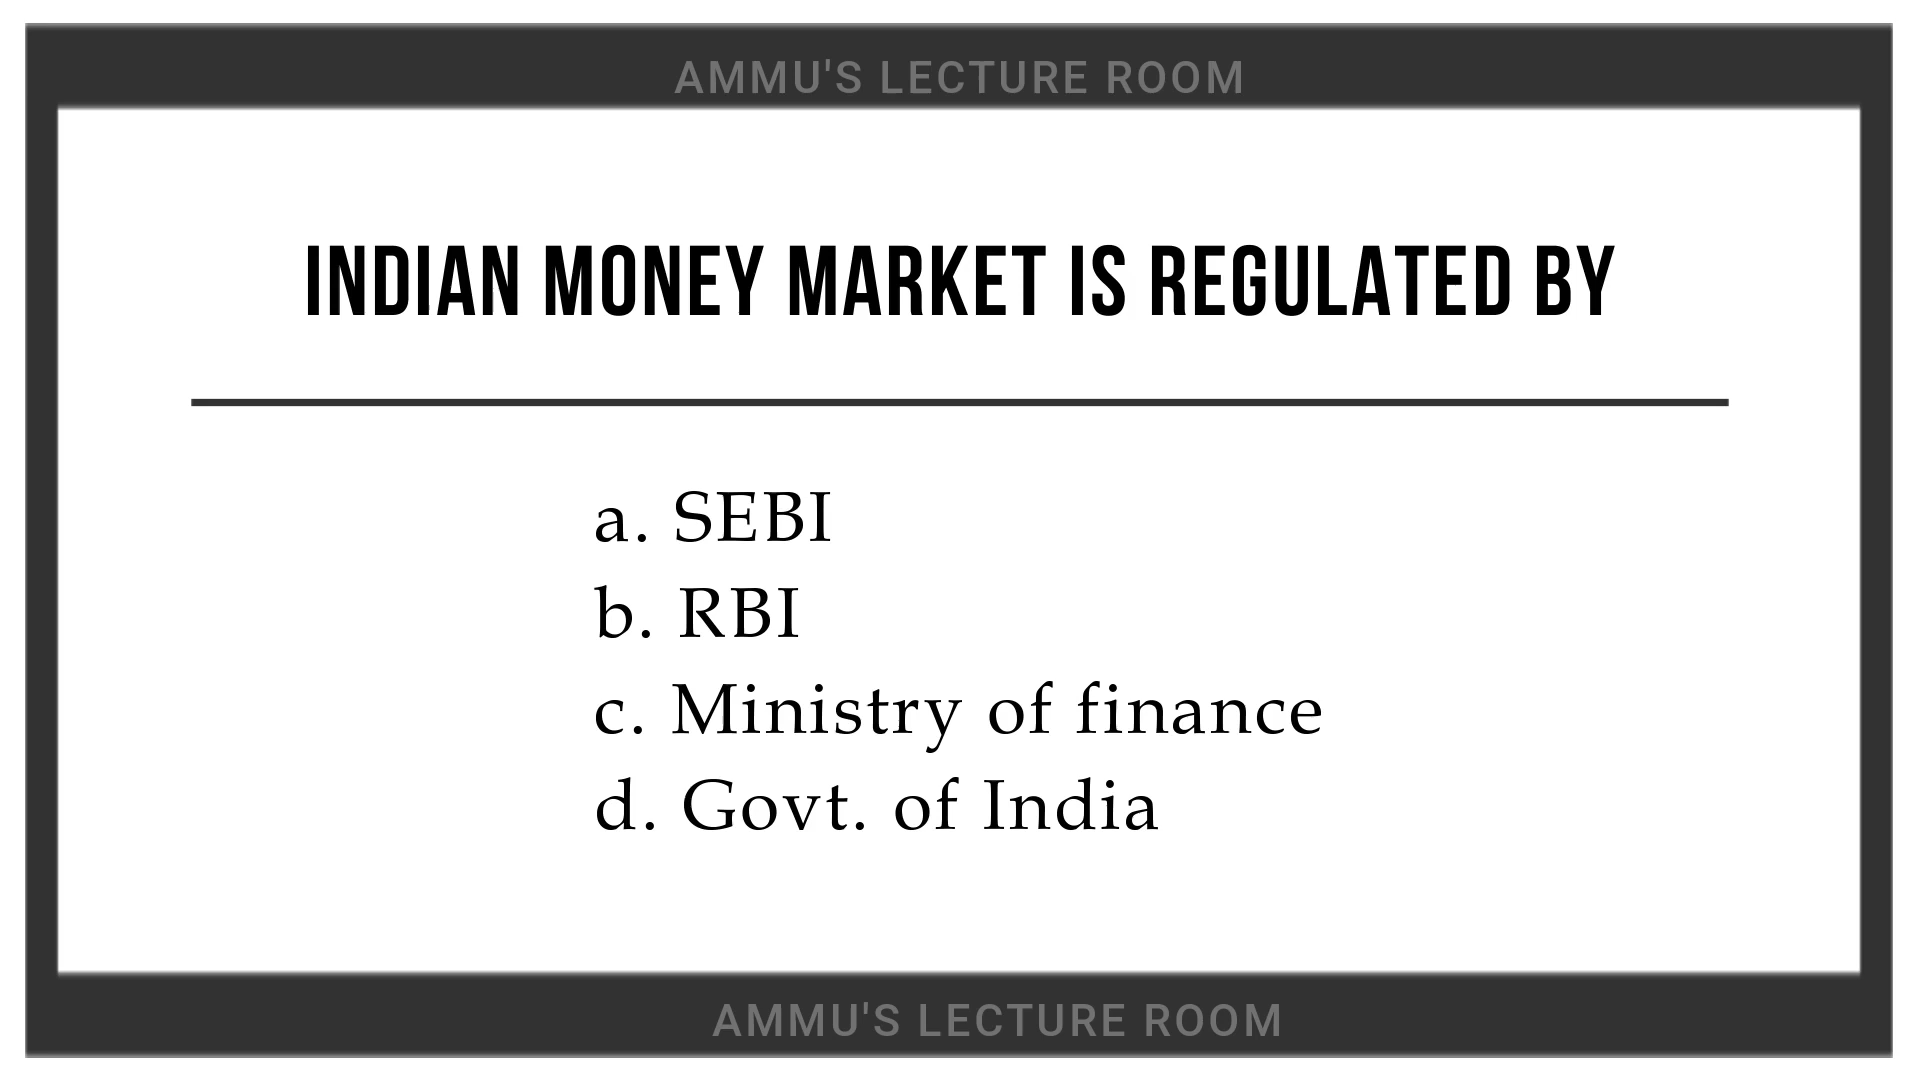 AMMU'S LECTURE ROOM
INDIAN MONEY MARKET IS REGULATED BY
a. SEBI
b. RBI
c. Ministry of finance
d. Govt. of India
AMMU'S LECTURE ROOM